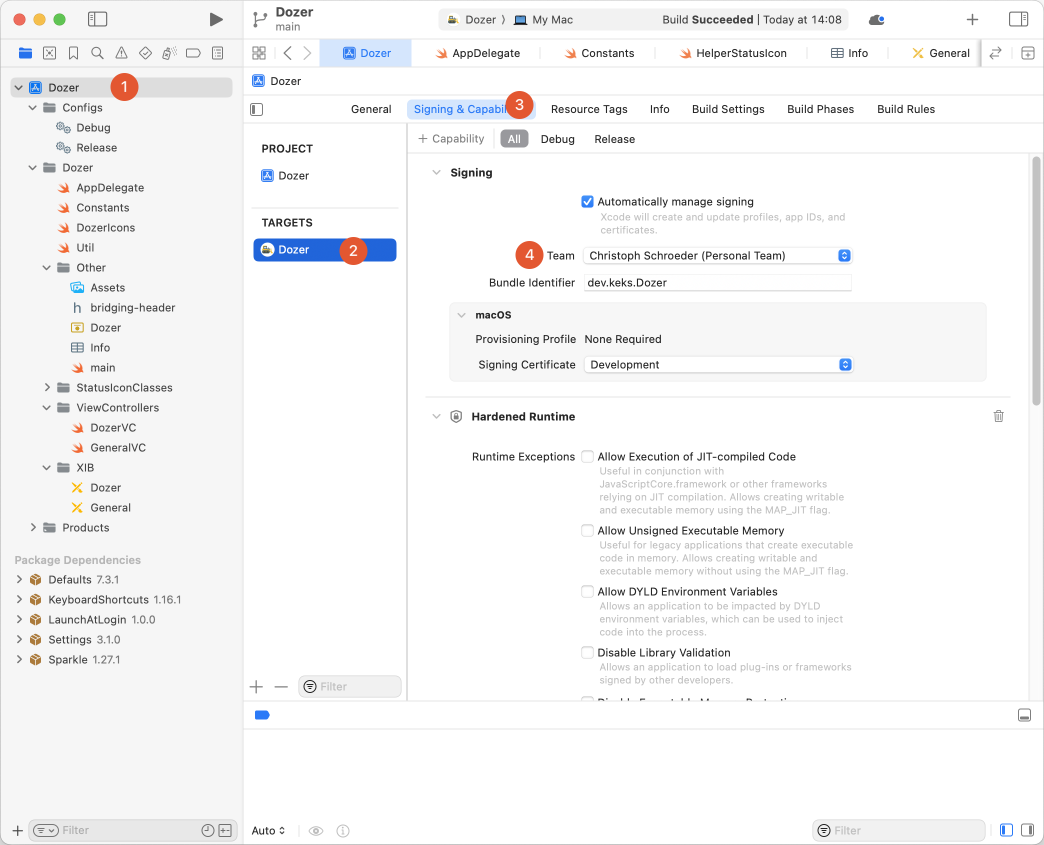 Dozer
main
Dozer 〉 My Mac
Build Succeeded | Today at 14:08
Dozer
AppDelegate
Constants
HelperStatusIcon
Info
General
Dozer
1
Configs
Debug
Release
Dozer
AppDelegate
Constants
DozerIcons
Util
Other
Assets
h bridging-header
Dozer
Info
main
StatusIconClasses
ViewControllers
DozerVC
GeneralVC
XIB
Dozer
General
Products
Package Dependencies
Defaults 7.3.1
KeyboardShortcuts 1.16.1
LaunchAtLogin 1.0.0
Settings 3.1.0
Sparkle 1.27.1
Filter
Dozer
General
Signing & Capabi
3
Resource Tags
Info
Build Settings
Build Phases
Build Rules
PROJECT
Dozer
TARGETS
Dozer
2
Filter
+ Capability
All
Debug
Release
Signing
Automatically manage signing
Xcode will create and update profiles, app IDs, and
certificates.
4
Team Christoph Schroeder (Personal Team)
Bundle Identifier dev.keks.Dozer
macOS
Provisioning Profile None Required
Signing Certificate Development
Hardened Runtime
Runtime Exceptions Allow Execution of JIT-compiled Code
Useful in conjunction with
JavaScriptCore.framework or other frameworks
relying on JIT compilation. Allows creating writable
and executable memory using the MAP_JIT flag.
Allow Unsigned Executable Memory
Useful for legacy applications that create executable
code in memory. Allows creating writable and
executable memory without using the MAP_JIT flag.
Allow DYLD Environment Variables
Allows an application to be impacted by DYLD
environment variables, which can be used to inject
code into the process.
Disable Library Validation
Allows an application to load plug-ins or frameworks
signed by other developers.
Auto
Filter